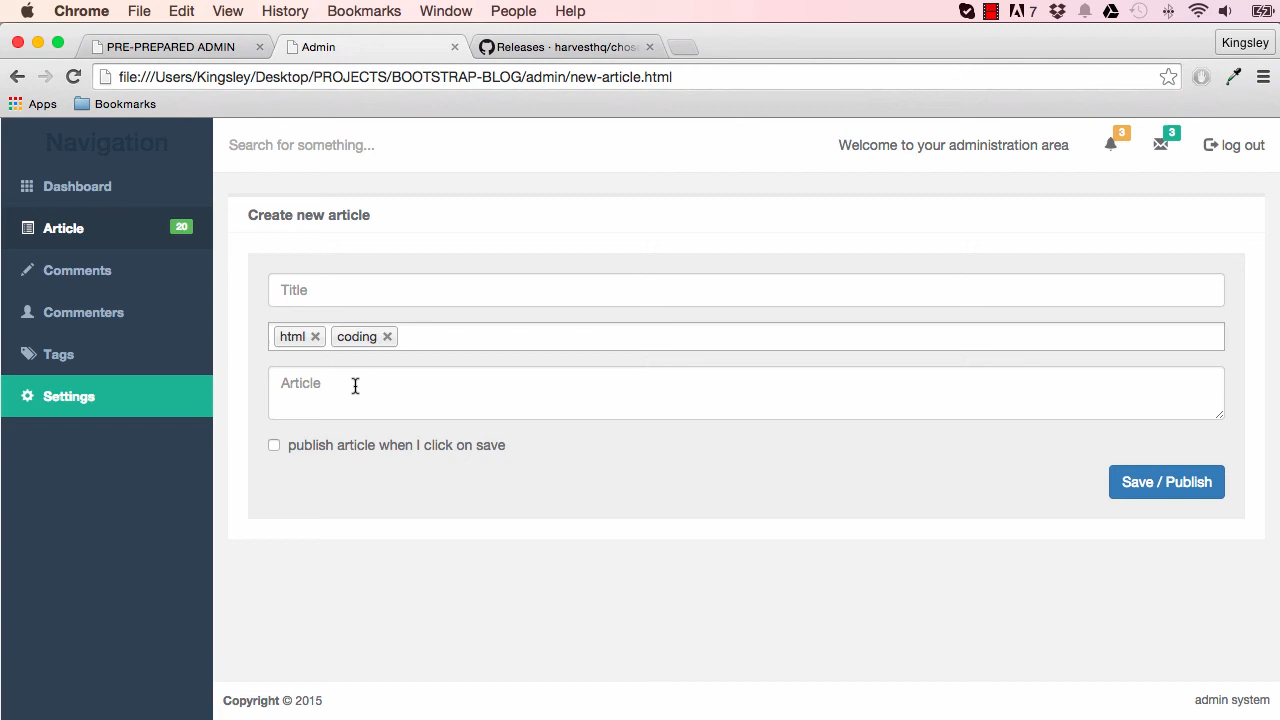 Chrome File Edit View History Bookmarks Window People Help 7
PRE-PREPARED ADMIN Admin Releases · harvesthq/chos Kingsley
file:///Users/Kingsley/Desktop/PROJECTS/BOOTSTRAP-BLOG/admin/new-article.html
Apps Bookmarks
Navigation
Search for something... Welcome to your administration area 3 3 log out
Dashboard
Article 20
Comments
Commenters
Tags
Settings
Create new article
Title
html coding
Article
publish article when I click on save
Save / Publish
Copyright © 2015 admin system